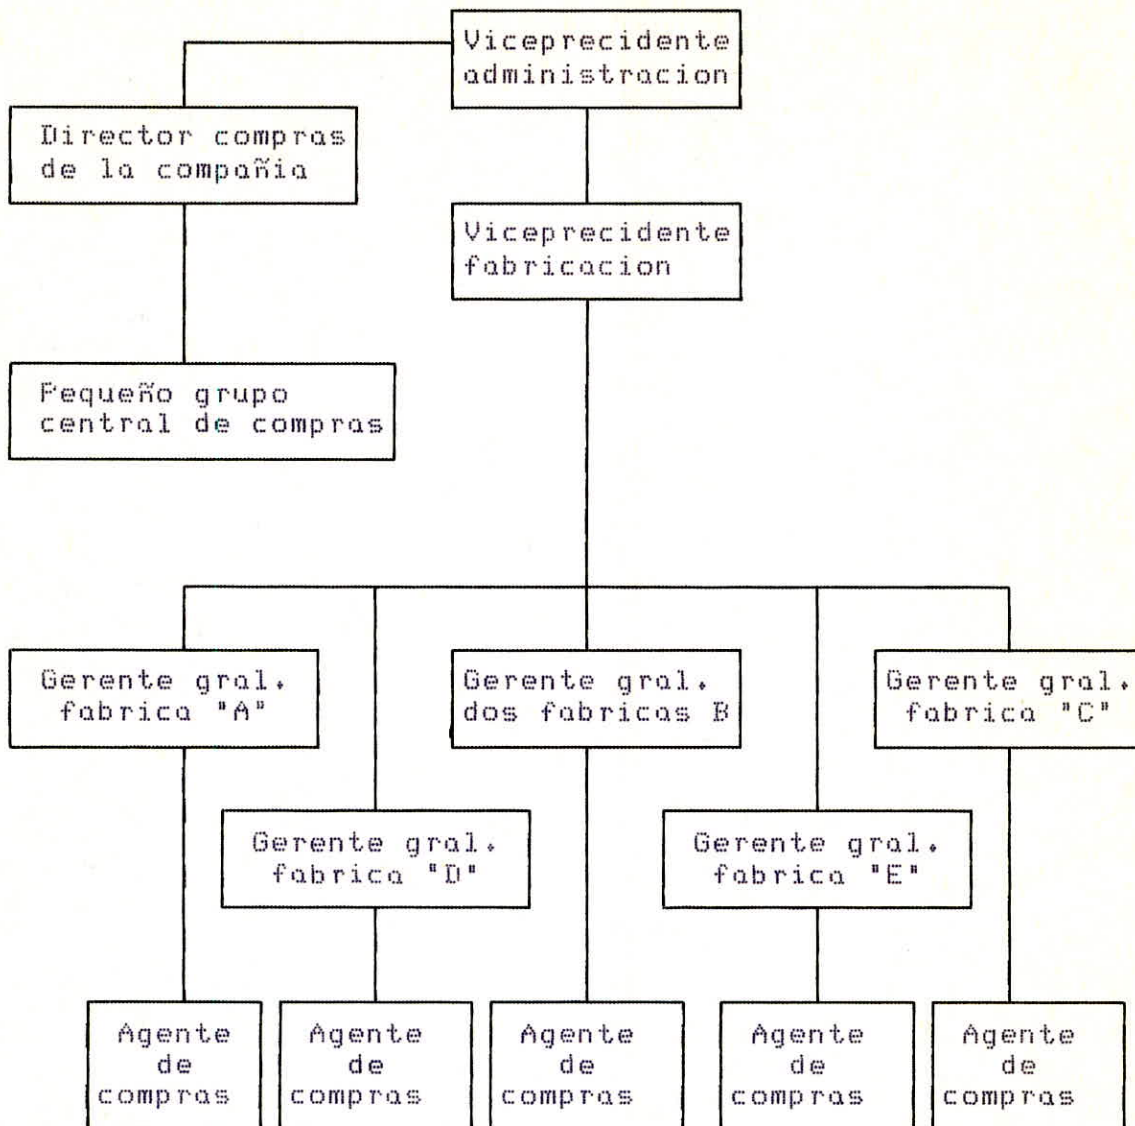 Viceprecidente
administracion
Director compras
de la compañia
Viceprecidente
fabricacion
Pequeño grupo
central de compras
Gerente gral.
fabrica "A"
Gerente gral.
dos fabricas B
Gerente gral.
fabrica "C"
Gerente gral.
fabrica "D"
Gerente gral.
fabrica "E"
Agente
de
compras
Agente
de
compras
Agente
de
compras
Agente
de
compras
Agente
de
compras